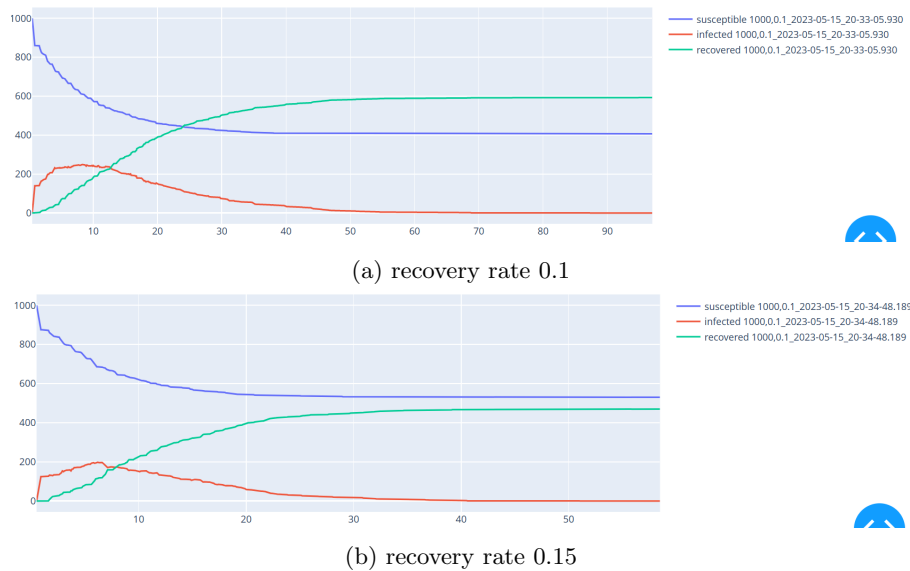 1000
800
600
400
200
0
10 20 30 40 50 60 70 80 90
susceptible 1000,0.1_2023-05-15_20-33-05.930
infected 1000,0.1_2023-05-15_20-33-05.930
recovered 1000,0.1_2023-05-15_20-33-05.930
(a) recovery rate 0.1
1000
800
600
400
200
0
10 20 30 40 50
susceptible 1000,0.1_2023-05-15_20-34-48.189
infected 1000,0.1_2023-05-15_20-34-48.189
recovered 1000,0.1_2023-05-15_20-34-48.189
(b) recovery rate 0.15